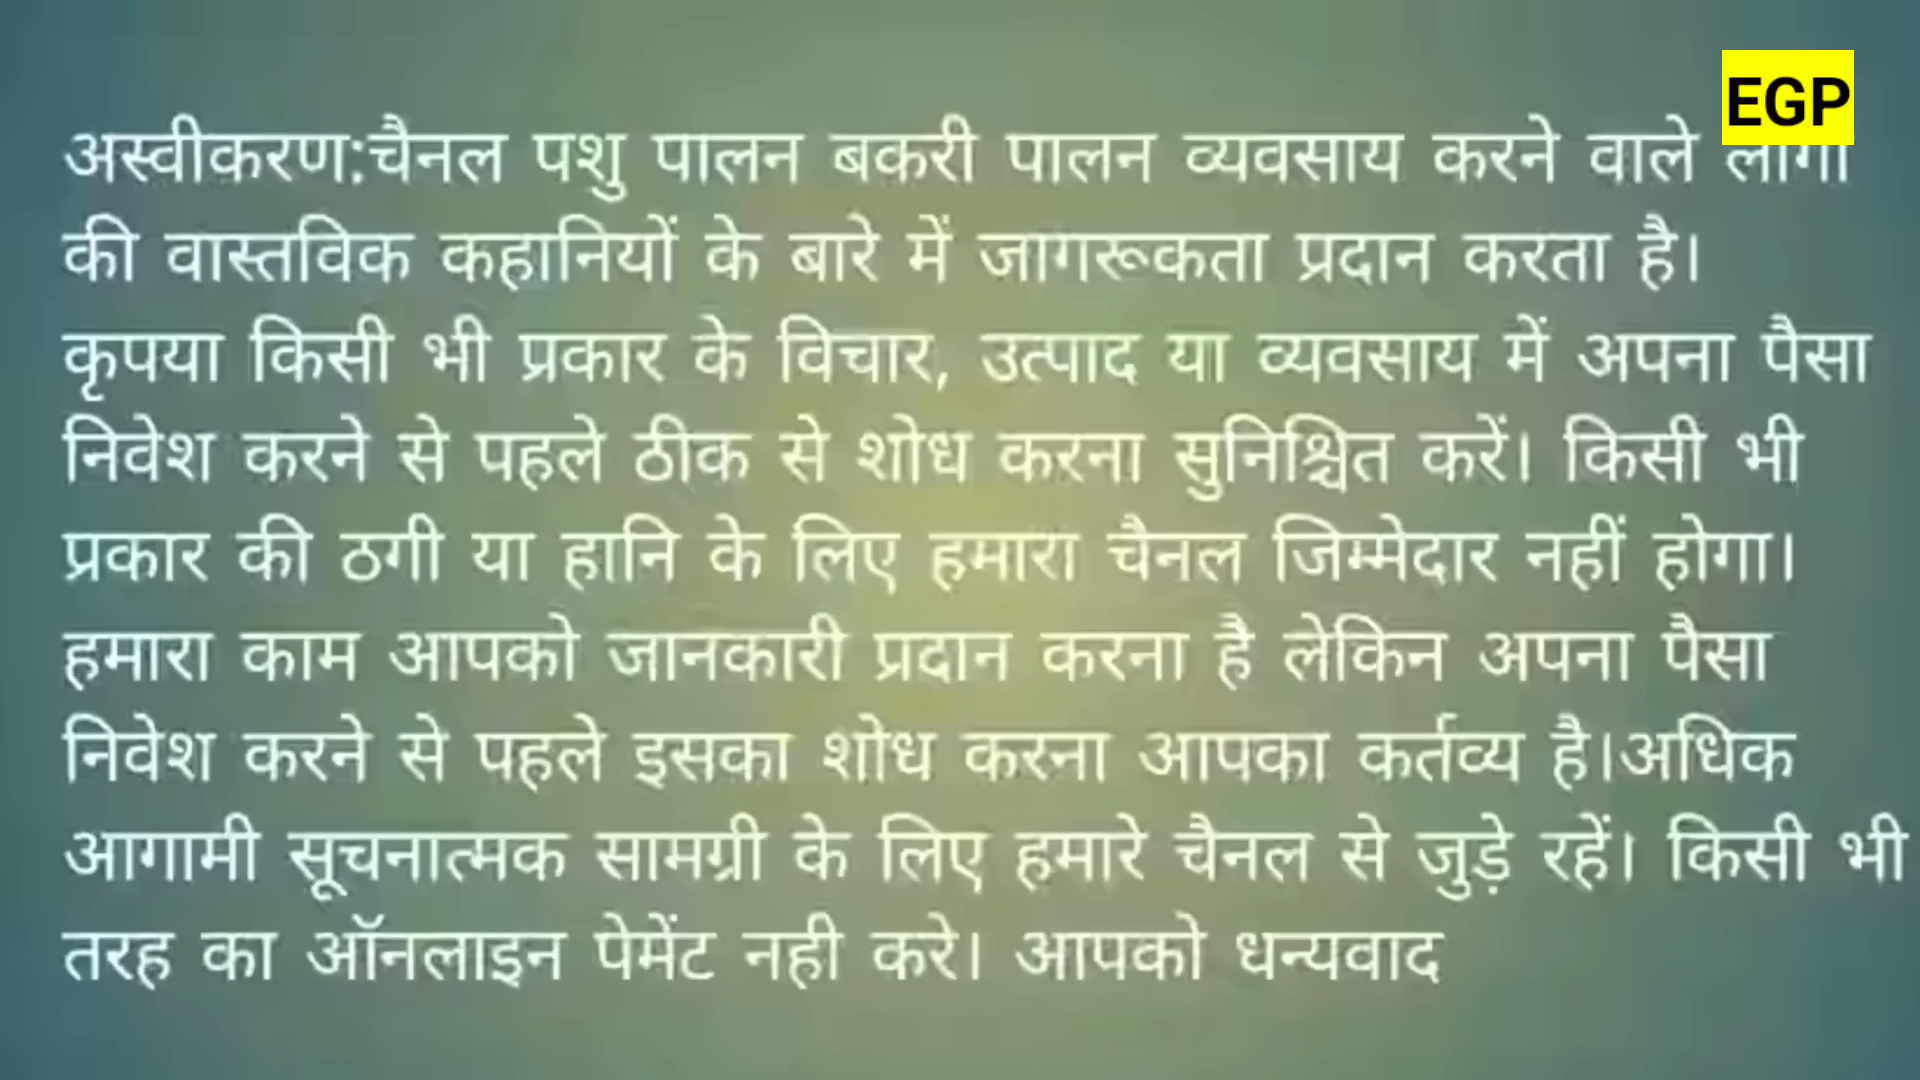 EGP
अस्वीकरण:चैनल पशु पालन बकरी पालन व्यवसाय करने वाले
की वास्तविक कहानियों के बारे में जागरूकता प्रदान करता है।
कृपया किसी भी प्रकार के विचार, उत्पाद या व्यवसाय में अपना पैसा
निवेश करने से पहले ठीक से शोध करना सुनिश्चित करें। किसी भी
प्रकार की ठगी या हानि के लिए हमारा चैनल जिम्मेदार नहीं होगा।
हमारा काम आपको जानकारी प्रदान करना है लेकिन अपना पैसा
निवेश करने से पहले इसका शोध करना आपका कर्तव्य है।अधिक
आगामी सूचनात्मक सामग्री के लिए हमारे चैनल से जुड़े रहें। किसी भी
तरह का ऑनलाइन पेमेंट नही करे। आपको धन्यवाद